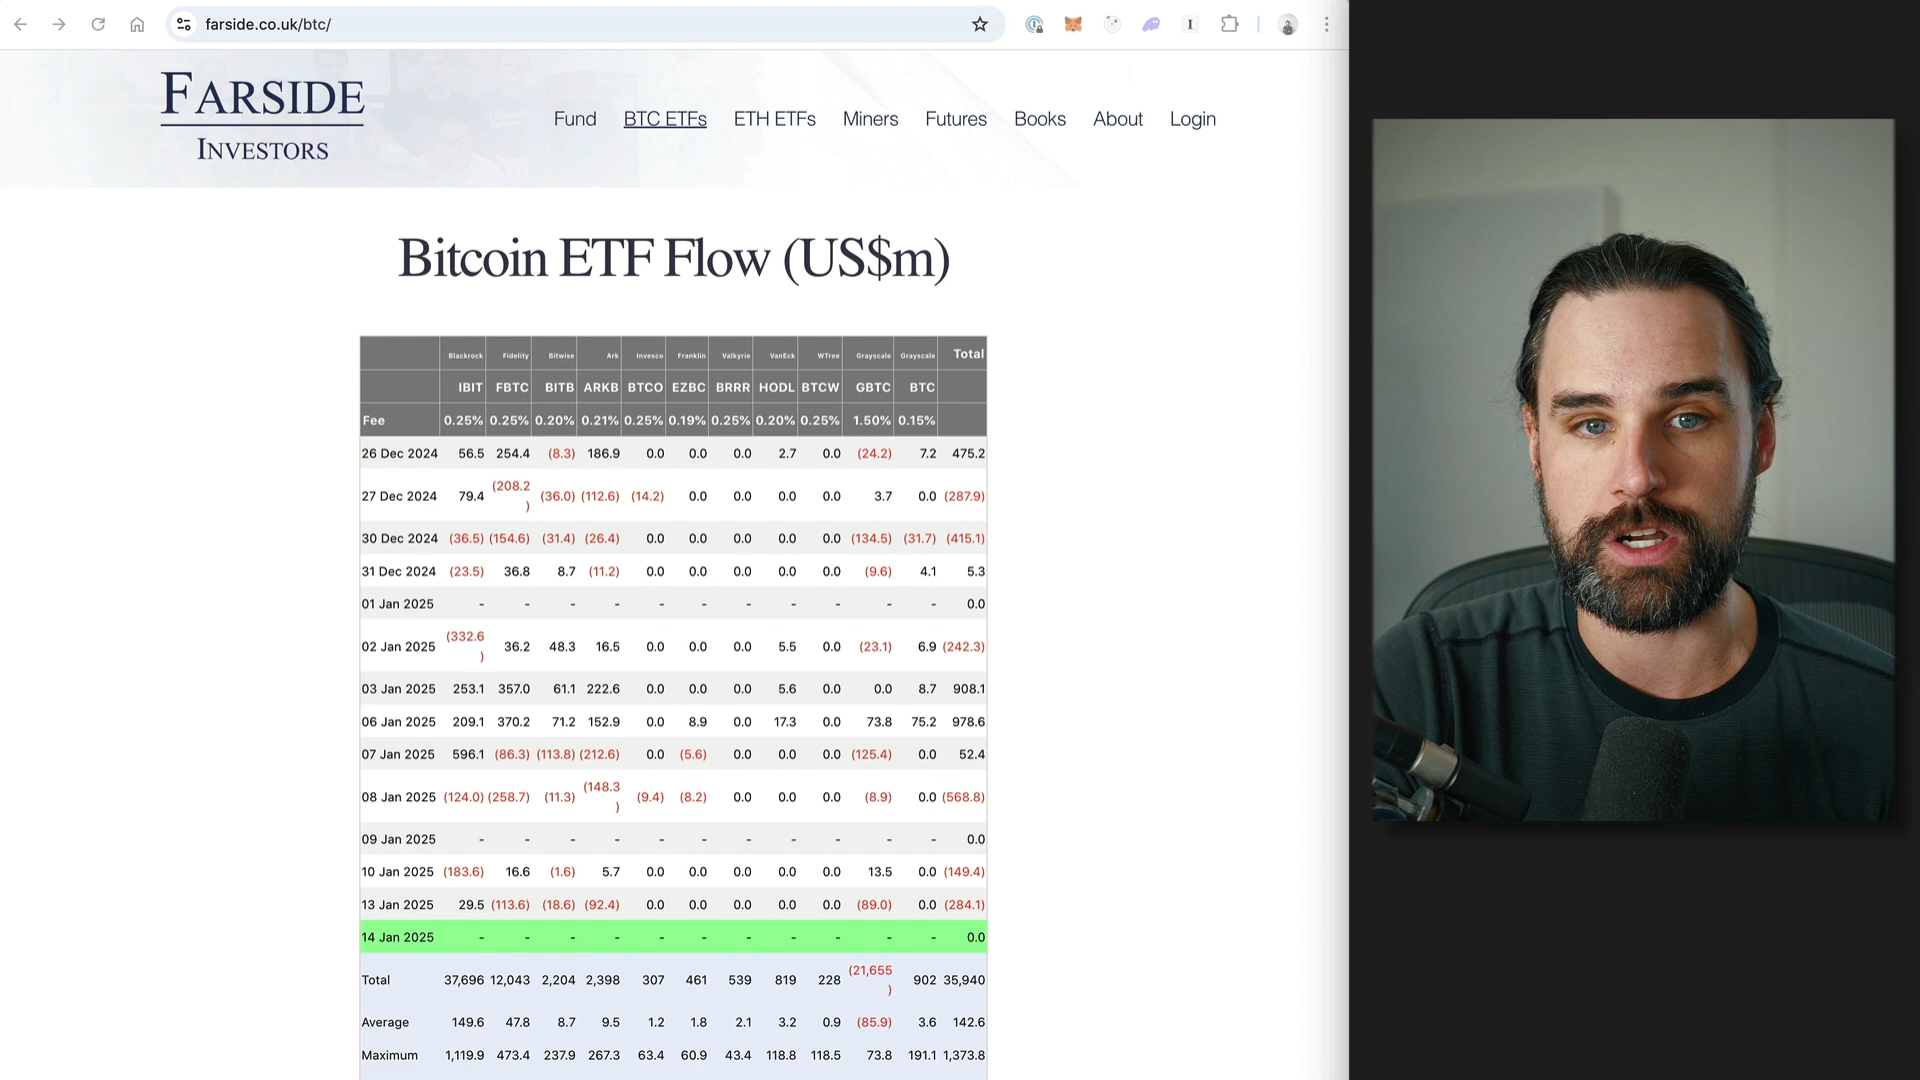 farside.co.uk/btc/
FARSIDE
INVESTORS
Fund BTC ETFs ETH ETFs Miners Futures Books About Login
Bitcoin ETF Flow (US$m)
Blackrock Fidelity Bitwise Ark Invesco Franklin Valkyrie VanEck WTree Grayscale Grayscale Total
IBIT FBTC BITB ARKB BTCO EZBC BRRR HODL BTCW GBTC BTC
Fee 0.25% 0.25% 0.20% 0.21% 0.25% 0.19% 0.25% 0.20% 0.25% 1.50% 0.15%
26 Dec 2024 56.5 254.4 (8.3) 186.9 0.0 0.0 0.0 2.7 0.0 (24.2) 7.2 475.2
27 Dec 2024 79.4 (208.2) (36.0) (112.6) (14.2) 0.0 0.0 0.0 0.0 3.7 0.0 (287.9)
30 Dec 2024 (36.5) (154.6) (31.4) (26.4) 0.0 0.0 0.0 0.0 0.0 (134.5) (31.7) (415.1)
31 Dec 2024 (23.5) 36.8 8.7 (11.2) 0.0 0.0 0.0 0.0 0.0 (9.6) 4.1 5.3
01 Jan 2025 - - - - - - - - - - - 0.0
02 Jan 2025 (332.6) 36.2 48.3 16.5 0.0 0.0 0.0 5.5 0.0 (23.1) 6.9 (242.3)
03 Jan 2025 253.1 357.0 61.1 222.6 0.0 0.0 0.0 5.6 0.0 0.0 8.7 908.1
06 Jan 2025 209.1 370.2 71.2 152.9 0.0 8.9 0.0 17.3 0.0 73.8 75.2 978.6
07 Jan 2025 596.1 (86.3) (113.8) (212.6) 0.0 (5.6) 0.0 0.0 0.0 (125.4) 0.0 52.4
08 Jan 2025 (124.0) (258.7) (11.3) (148.3) (9.4) (8.2) 0.0 0.0 0.0 (8.9) 0.0 (568.8)
09 Jan 2025 - - - - - - - - - - - 0.0
10 Jan 2025 (183.6) 16.6 (1.6) 5.7 0.0 0.0 0.0 0.0 0.0 13.5 0.0 (149.4)
13 Jan 2025 29.5 (113.6) (18.6) (92.4) 0.0 0.0 0.0 0.0 0.0 (89.0) 0.0 (284.1)
14 Jan 2025 - - - - - - - - - - - 0.0
Total 37,696 12,043 2,204 2,398 307 461 539 819 228 (21,655) 902 35,940
Average 149.6 47.8 8.7 9.5 1.2 1.8 2.1 3.2 0.9 (85.9) 3.6 142.6
Maximum 1,119.9 473.4 237.9 267.3 63.4 60.9 43.4 118.8 118.5 73.8 191.1 1,373.8